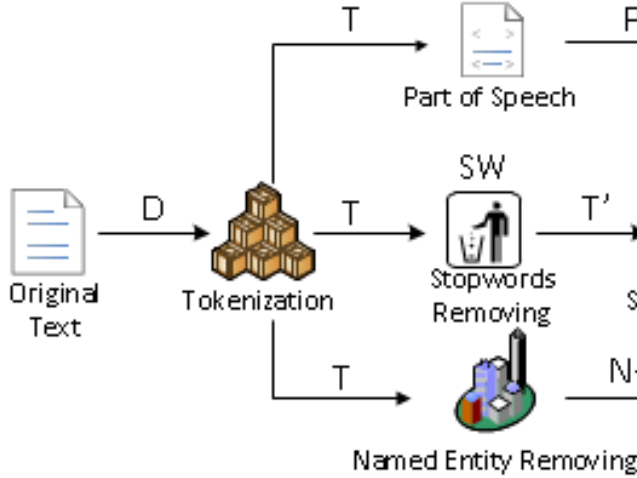 T
Part of Speech
SW
D
T
T'
Original
Text
Tokenization
Stopwords
Removing
T
Named Entity Removing